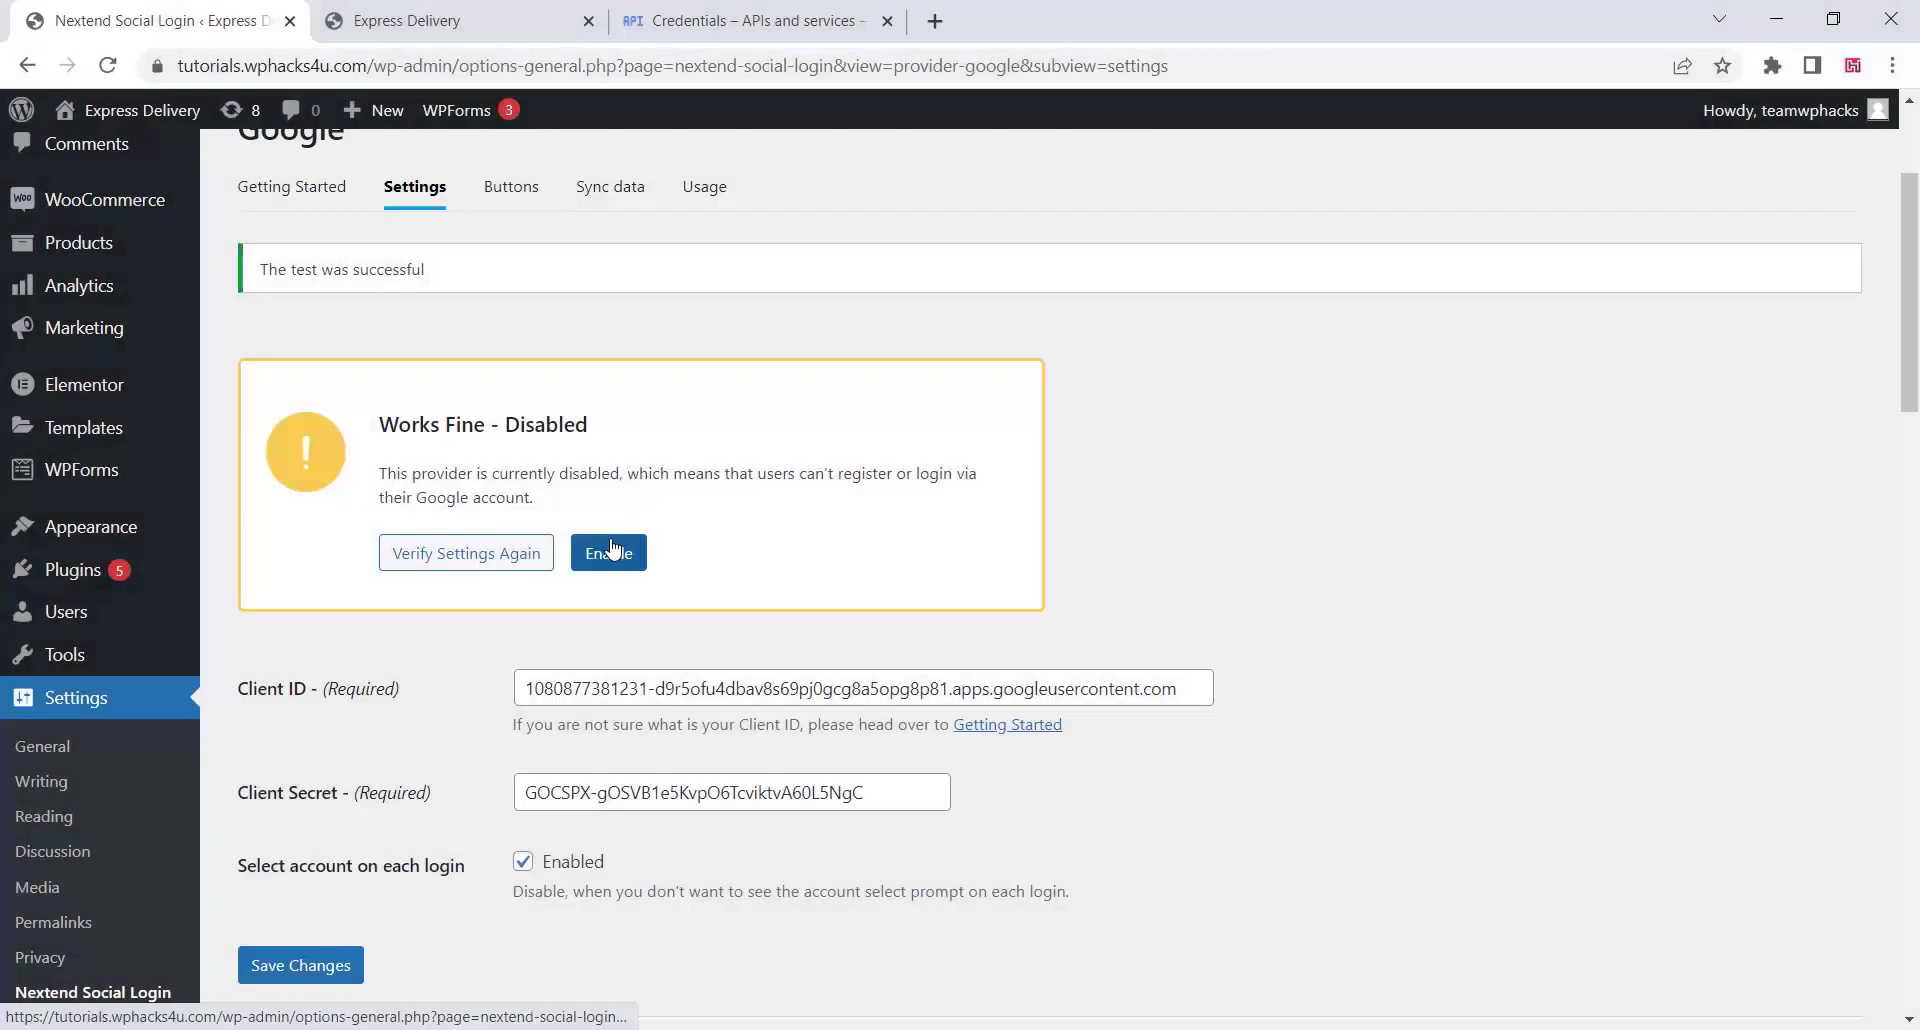 Nextend Social Login ‹ Express D
Express Delivery
API Credentials – APIs and services –
tutorials.wphacks4u.com/wp-admin/options-general.php?page=nextend-social-login&view=provider-google&subview=settings
Express Delivery
8
0
New
WPForms
3
Howdy, teamwphacks
Comments
WooCommerce
Products
Analytics
Marketing
Elementor
Templates
WPForms
Appearance
Plugins 5
Users
Tools
Settings
General
Writing
Reading
Discussion
Media
Permalinks
Privacy
Nextend Social Login
Google
Getting Started
Settings
Buttons
Sync data
Usage
The test was successful
Works Fine - Disabled
This provider is currently disabled, which means that users can't register or login via
their Google account.
Verify Settings Again
Enable
Client ID - (Required)
1080877381231-d9r5ofu4dbav8s69pj0gcg8a5opg8p81.apps.googleusercontent.com
If you are not sure what is your Client ID, please head over to Getting Started
Client Secret - (Required)
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
Select account on each login
Enabled
Disable, when you don't want to see the account select prompt on each login.
Save Changes
https://tutorials.wphacks4u.com/wp-admin/options-general.php?page=nextend-social-login...